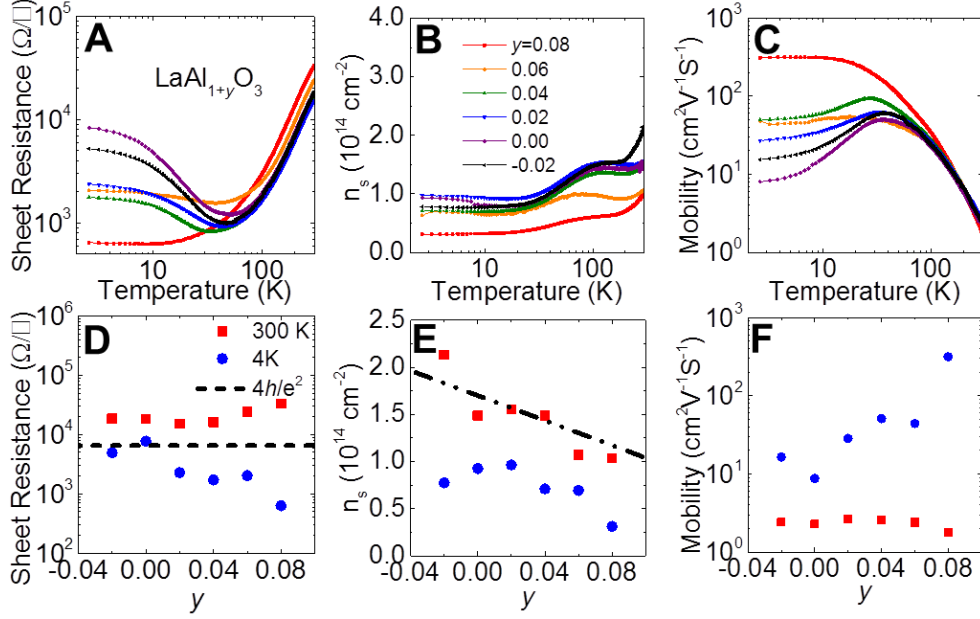 A
LaAl1+yO3
Sheet Resistance (Ω/□)
10^5
10^4
10^3
10
100
Temperature (K)
B
y=0.08
0.06
0.04
0.02
0.00
-0.02
n_s (10^14 cm^-2)
4.0
3.0
2.0
1.0
0.0
10
100
Temperature (K)
C
Mobility (cm^2V^-1S^-1)
10^3
10^2
10^1
10^0
10
100
Temperature (K)
D
300 K
4K
4h/e^2
Sheet Resistance (Ω/□)
10^6
10^5
10^4
10^3
10^2
-0.04 0.00 0.04 0.08
y
E
n_s (10^14 cm^-2)
2.5
2.0
1.5
1.0
0.5
0.0
-0.04 0.00 0.04 0.08
y
F
Mobility (cm^2V^-1S^-1)
10^3
10^2
10^1
10^0
-0.04 0.00 0.04 0.08
y